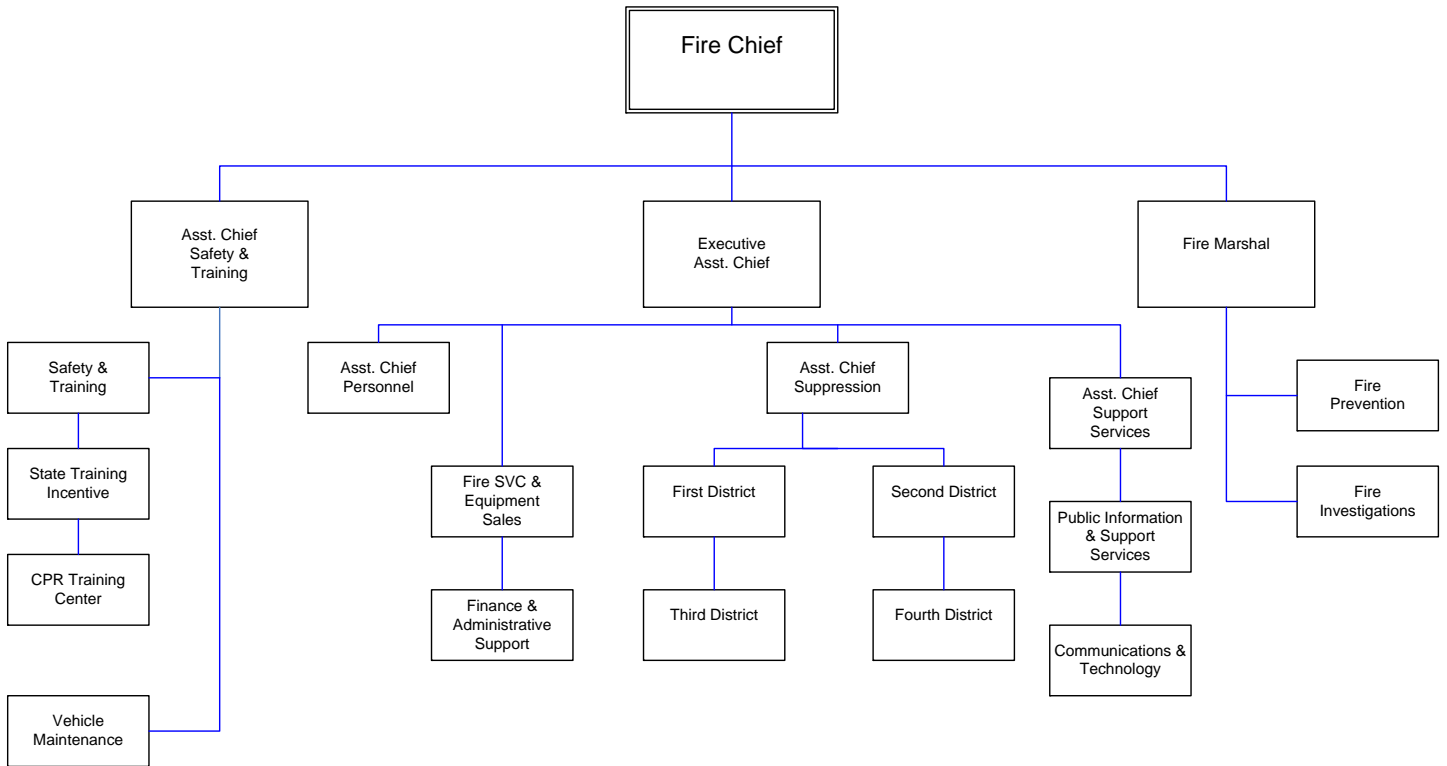 Fire Chief
Asst. Chief
Safety &
Training
Executive
Asst. Chief
Fire Marshal
Safety &
Training
Asst. Chief
Personnel
Asst. Chief
Suppression
Asst. Chief
Support
Services
Fire
Prevention
State Training
Incentive
Fire SVC &
Equipment
Sales
First District
Second District
Public Information
& Support
Services
Fire
Investigations
CPR Training
Center
Finance &
Administrative
Support
Third District
Fourth District
Communications &
Technology
Vehicle
Maintenance